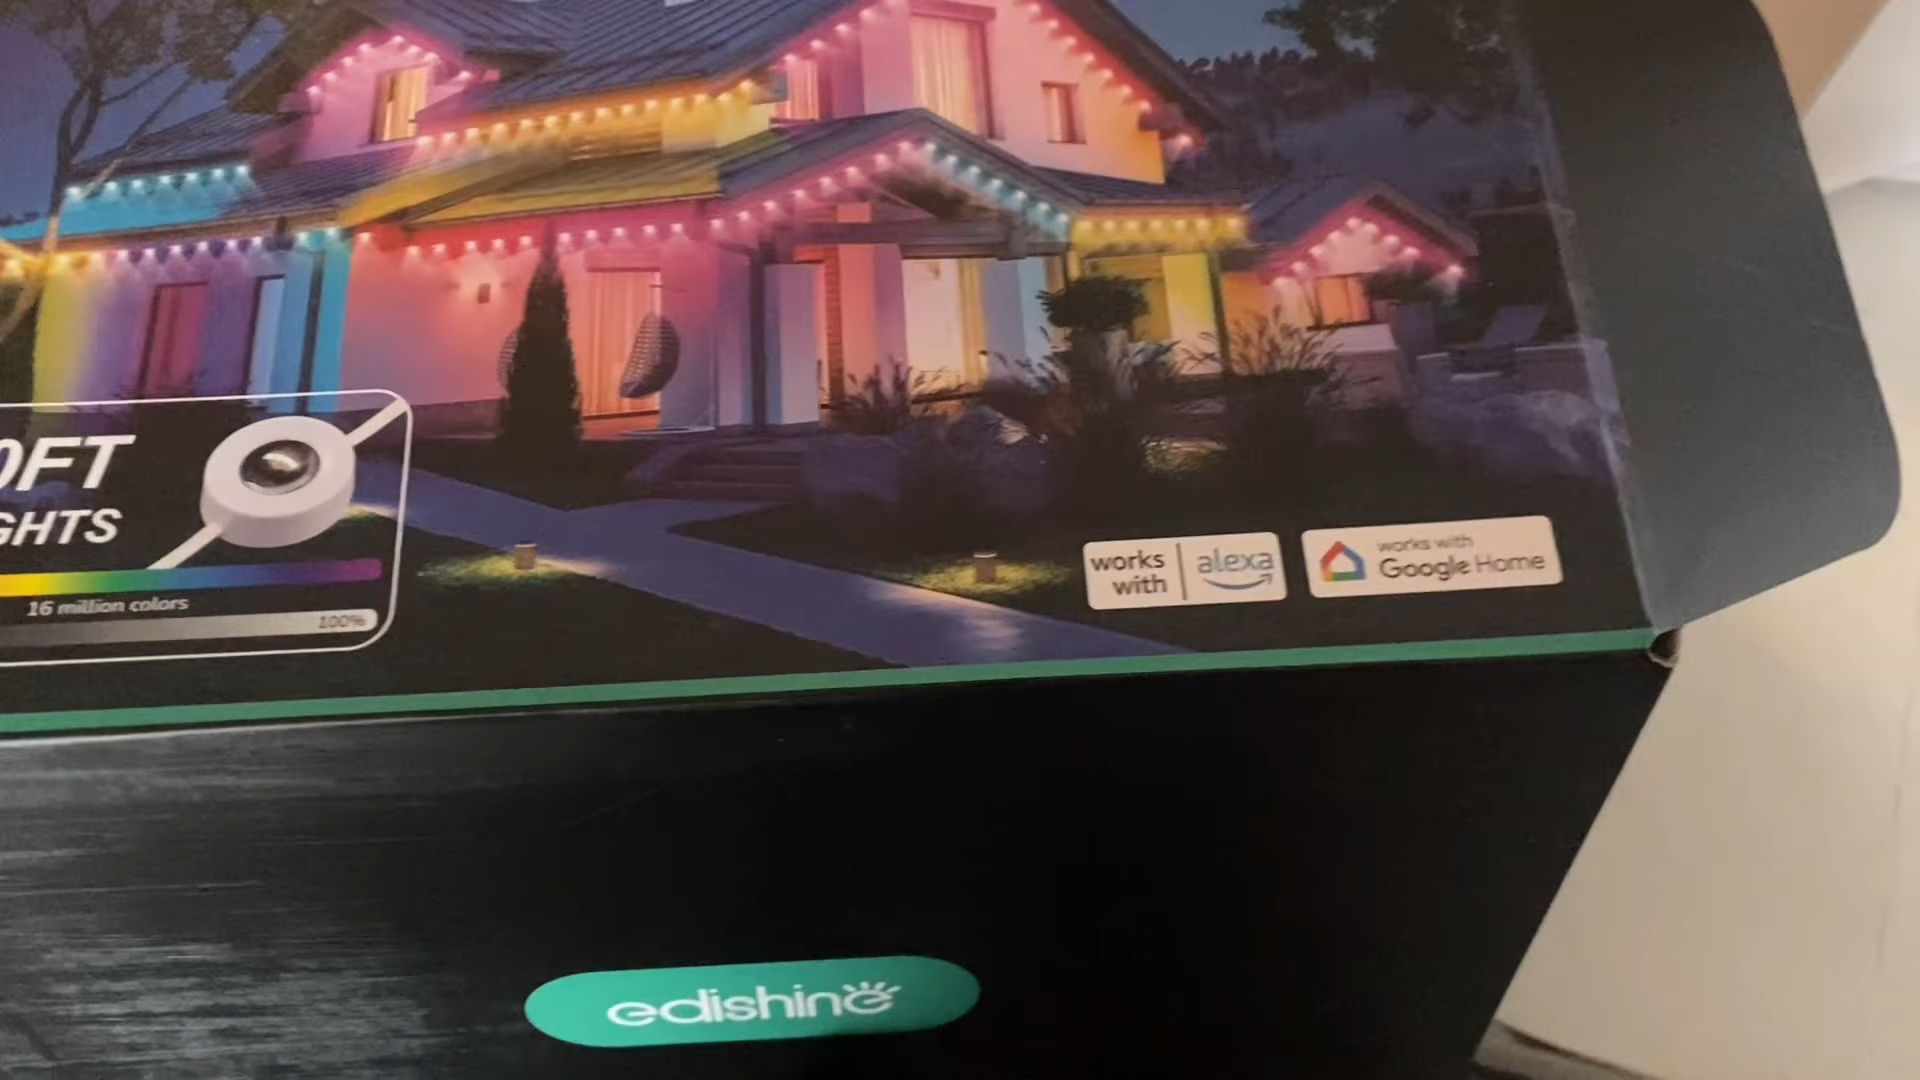 0FT
GHTS
16 million colors
100%
works with
alexa
works with
Google Home
edishine